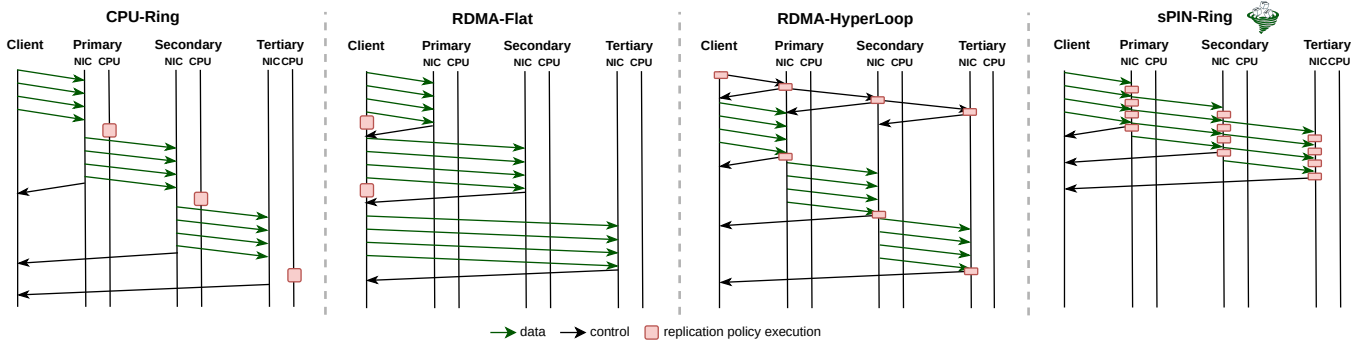 CPU-Ring
Client Primary Secondary Tertiary
NIC CPU NIC CPU NIC CPU
RDMA-Flat
Client Primary Secondary Tertiary
NIC CPU NIC CPU NIC CPU
RDMA-HyperLoop
Client Primary Secondary Tertiary
NIC CPU NIC CPU NIC CPU
sPIN-Ring
Client Primary Secondary Tertiary
NIC CPU NIC CPU NIC CPU
data control replication policy execution